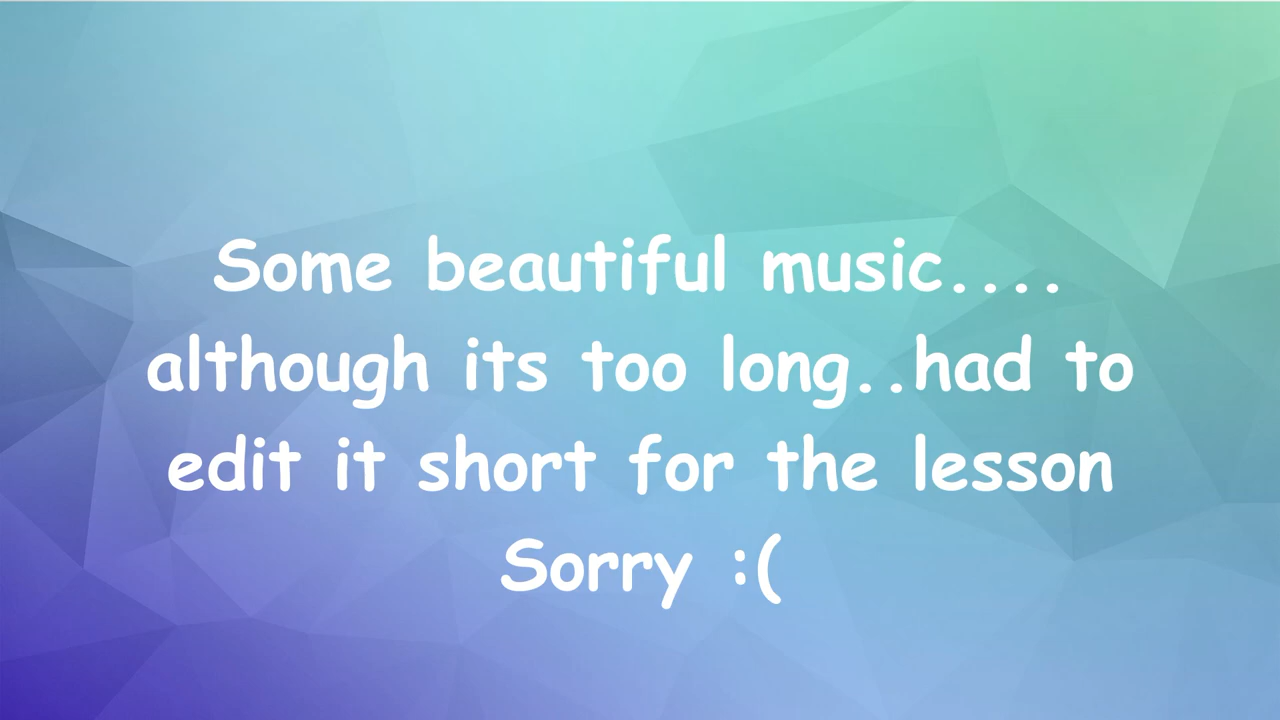 Some beautiful music....
although its too long..had to
edit it short for the lesson
Sorry :(